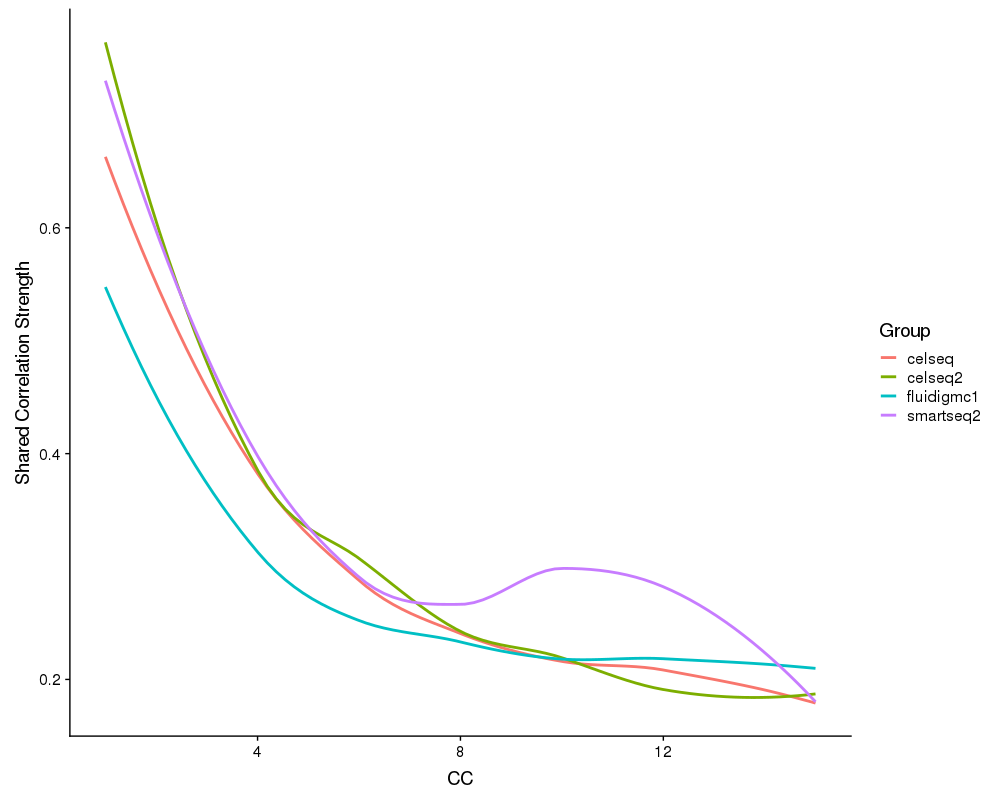 Shared Correlation Strength
0.6
0.4
0.2
4 8 12
CC
Group
celseq
celseq2
fluidigmc1
smartseq2